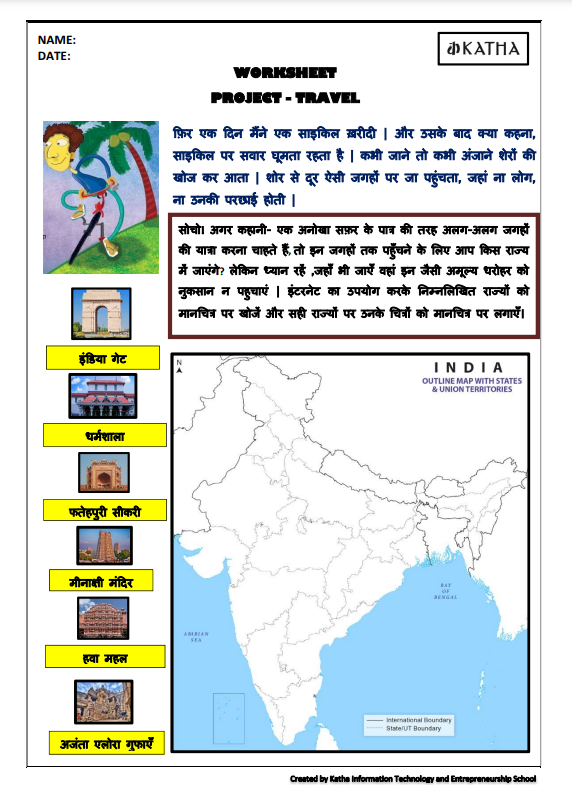 NAME:
DATE:
KATHA
WORKSHEET
PROJECT - TRAVEL
फ़िर एक दिन मैंने एक साइकिल ख़रीदी | और उसके बाद क्या कहना,
साइकिल पर सवार घूमता रहता है | कभी जाने तो कभी अंजाने शेरों की
खोज कर आता | शोर से दूर ऐसी जगहों पर जा पहुंचता, जहां ना लोग,
ना उनकी परछाई होती |
सोचो। अगर कहानी- एक अनोखा सफ़र के पात्र की तरह अलग-अलग जगहों
की यात्रा करना चाहते हैं, तो इन जगहों तक पहुँचने के लिए आप किस राज्य
में जाएंगे? लेकिन ध्यान रहें ,जहाँ भी जाएँ वहां इन जैसी अमूल्य धरोहर को
नुकसान न पहुचाएं | इंटरनेट का उपयोग करके निम्नलिखित राज्यों को
मानचित्र पर खोजें और सही राज्यों पर उनके चित्रों को मानचित्र पर लगाएँ।
इंडिया गेट
धर्मशाला
फतेहपुरी सीकरी
मीनाक्षी मंदिर
हवा महल
अजंता एलोरा गुफाएँ
N
INDIA
OUTLINE MAP WITH STATES
& UNION TERRITORIES
BAY
OF
BENGAL
ARABIAN
SEA
International Boundary
State/UT Boundary
Created by Katha Information Technology and Entrepreneurship School